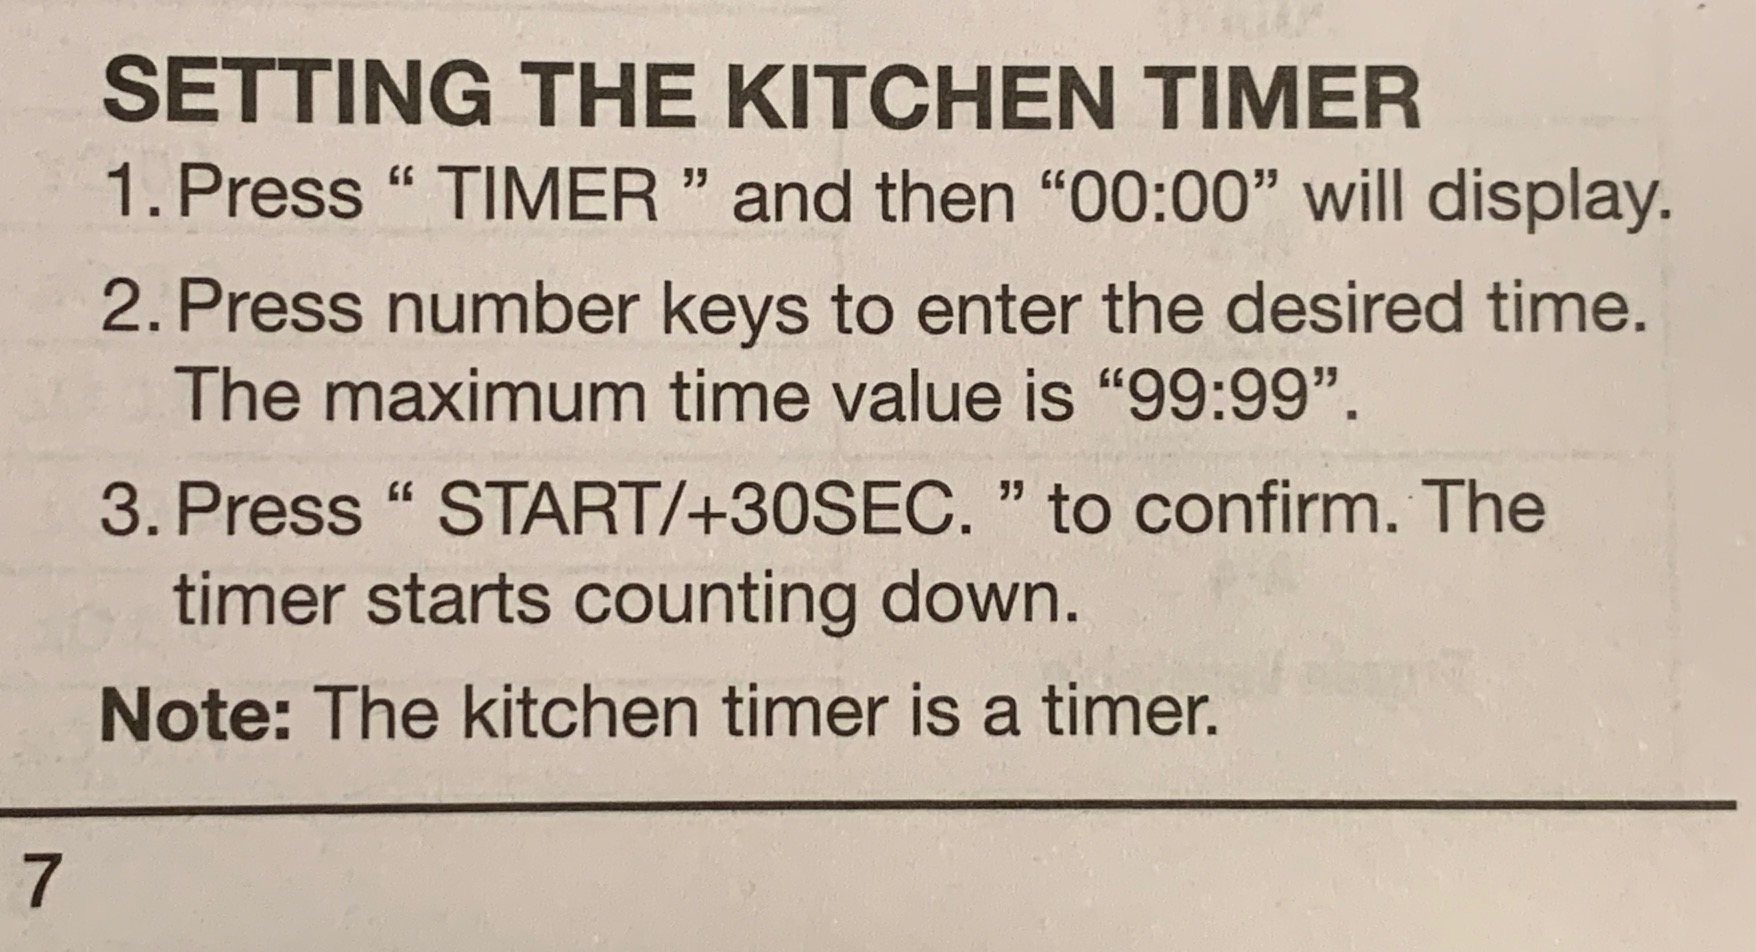 SETTING THE KITCHEN TIMER
1. Press “ TIMER ” and then “00:00” will display.
2. Press number keys to enter the desired time.
The maximum time value is “99:99”.
3. Press “ START/+30SEC. ” to confirm. The
timer starts counting down.
Note: The kitchen timer is a timer.
7